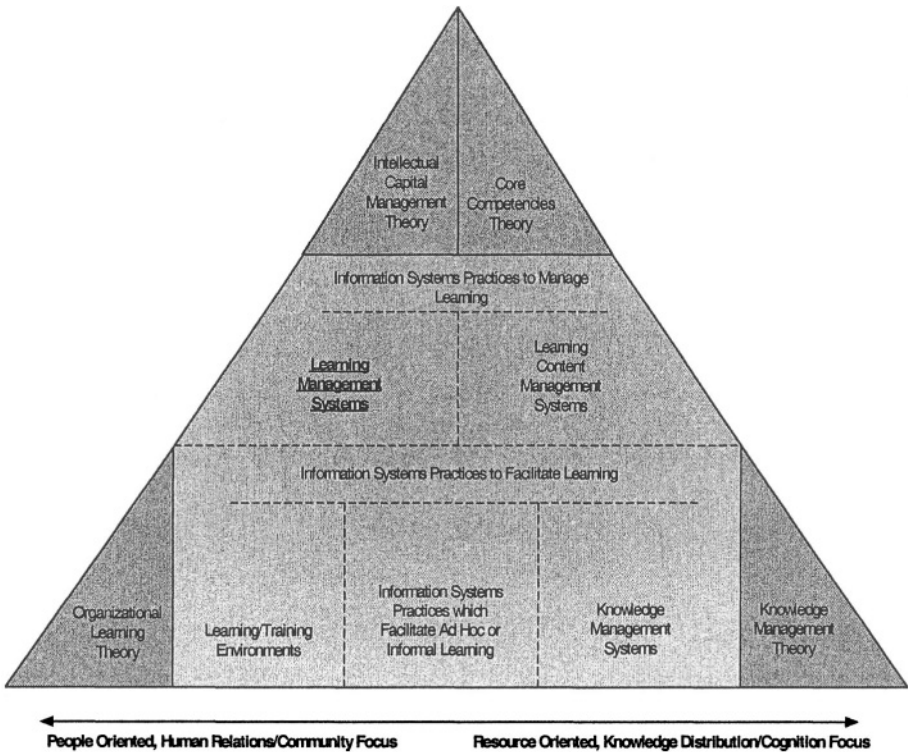 Intellectual
Capital
Management
Theory
Core
Competencies
Theory
Information Systems Practices to Manage
Learning
Learning
Management
Systems
Learning
Content
Management
Systems
Information Systems Practices to Facilitate Learning
Organizational
Learning
Theory
Learning/Training
Environments
Information Systems
Practices which
Facilitate Ad Hoc or
Informal Learning
Knowledge
Management
Systems
Knowledge
Management
Theory
People Oriented, Human Relations/Community Focus
Resource Oriented, Knowledge Distribution/Cognition Focus